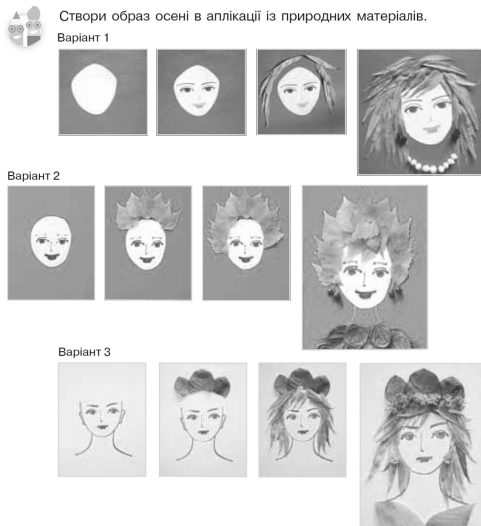 Створи образ осені в аплікації із природних матеріалів.
Варіант 1
Варіант 2
Варіант 3